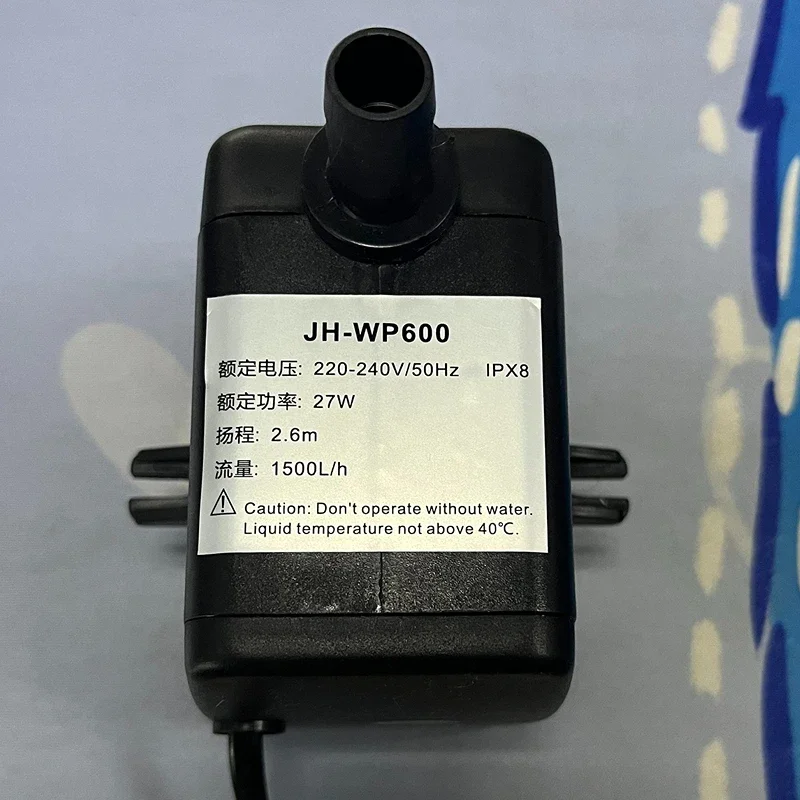 JH-WP600
额定电压: 220-240V/50Hz IPX8
额定功率: 27W
扬程: 2.6m
流量: 1500L/h
Caution: Don't operate without water.
Liquid temperature not above 40℃.